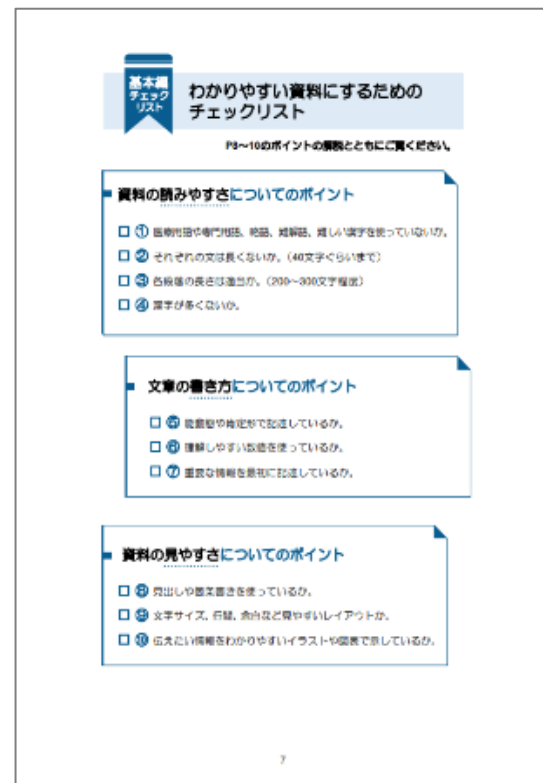 基本編
チェック
リスト
わかりやすい資料にするための
チェックリスト
P8〜10のポイントの解説とともにご覧ください。
資料の読みやすさについてのポイント
□ ① 医療用語や専門用語、略語、難解語、難しい漢字を使っていないか。
□ ② それぞれの文は長くないか。（40文字ぐらいまで）
□ ③ 各段落の長さは適当か。（200〜300文字程度）
□ ④ 漢字が多くないか。
文章の書き方についてのポイント
□ ⑤ 能動態や肯定形で記述しているか。
□ ⑥ 理解しやすい数値を使っているか。
□ ⑦ 重要な情報を最初に記述しているか。
資料の見やすさについてのポイント
□ ⑧ 見出しや箇条書きを使っているか。
□ ⑨ 文字サイズ、行間、余白など見やすいレイアウトか。
□ ⑩ 伝えたい情報をわかりやすいイラストや図表で示しているか。
7